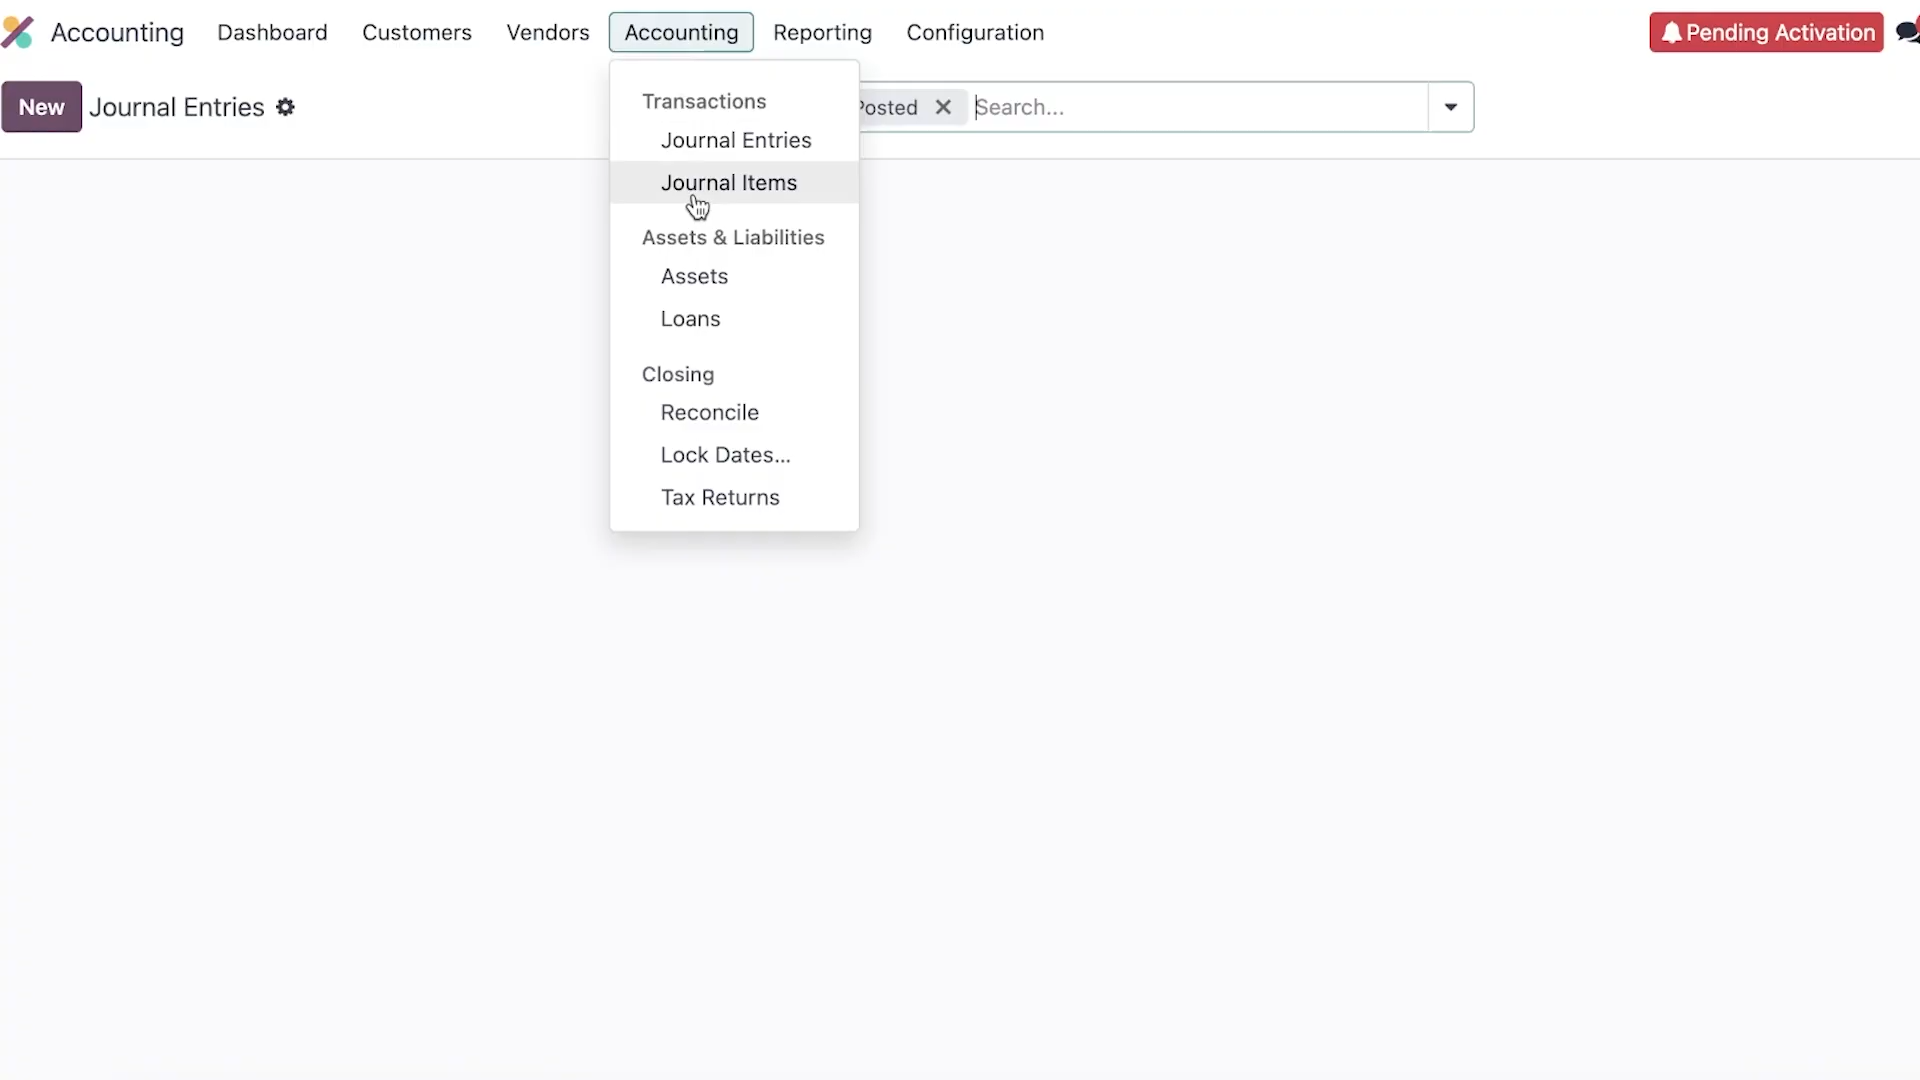 Accounting Dashboard Customers Vendors Accounting Reporting Configuration Pending Activation
New Journal Entries Posted Search...
Transactions
Journal Entries
Journal Items
Assets & Liabilities
Assets
Loans
Closing
Reconcile
Lock Dates...
Tax Returns